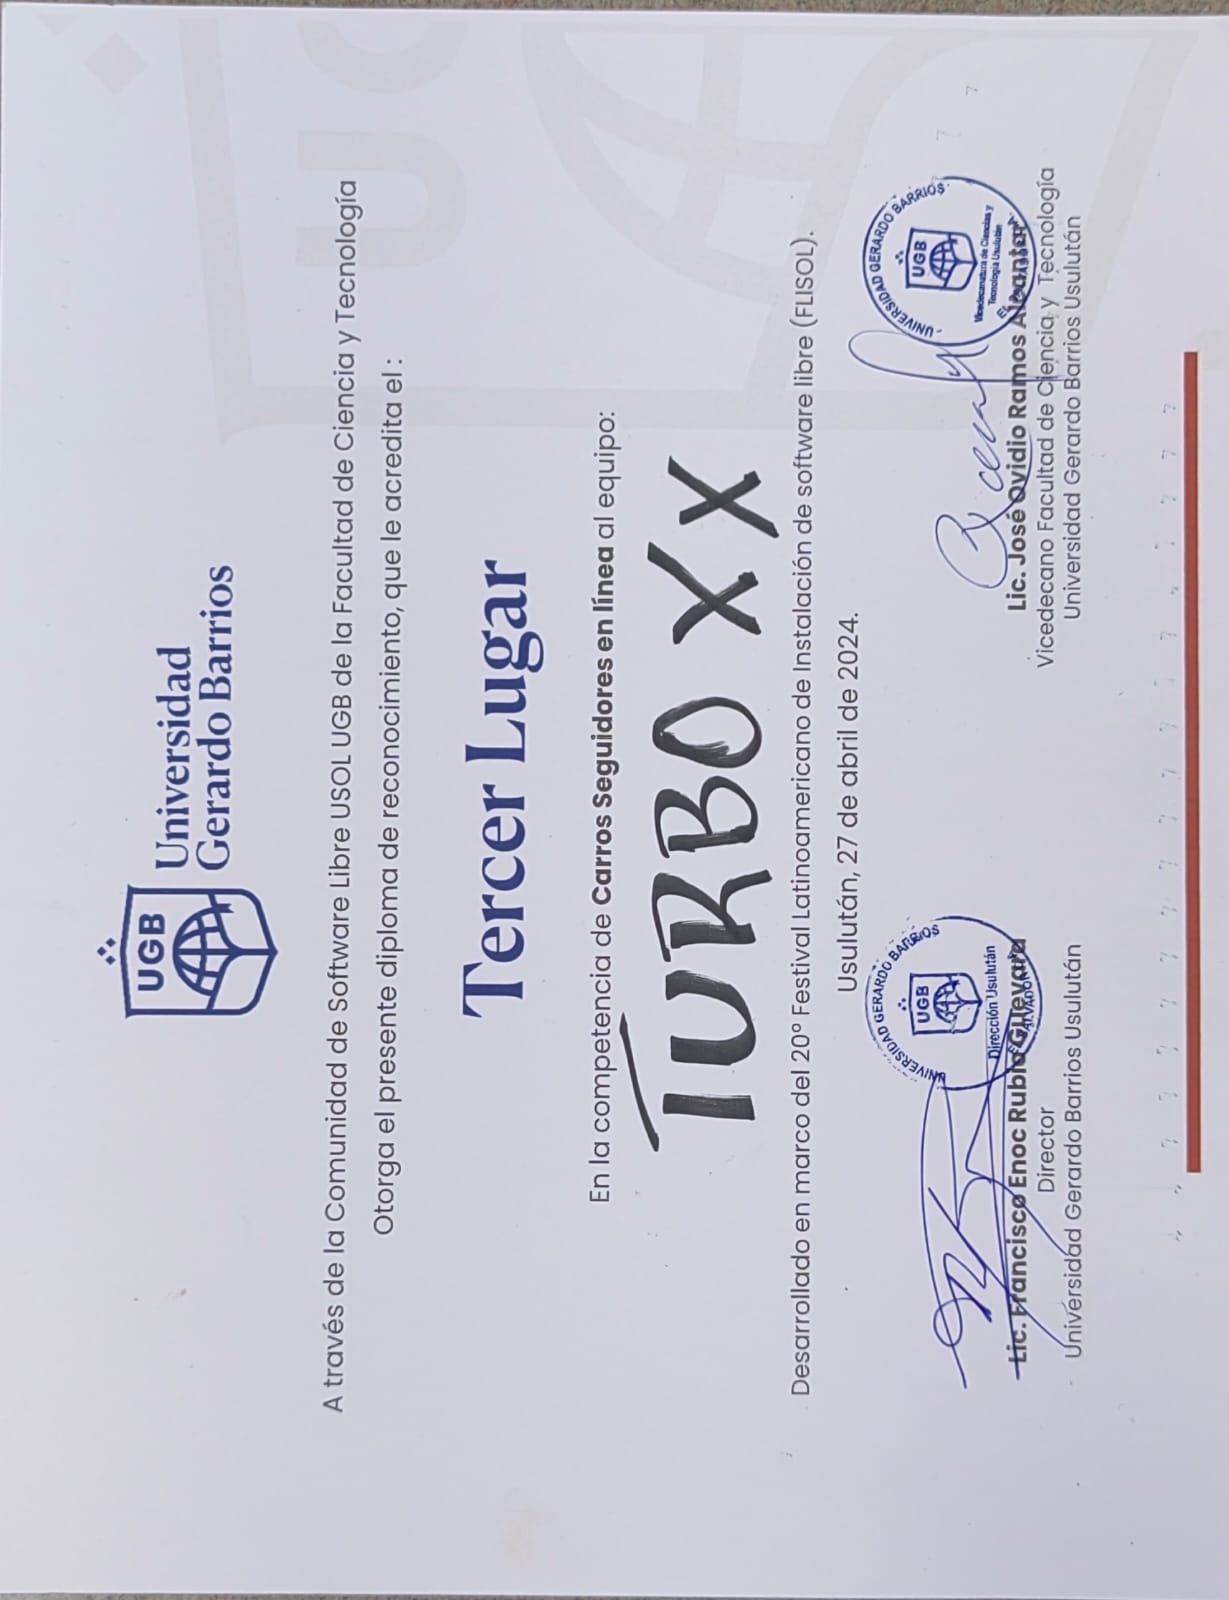 UGB
Universidad
Gerardo Barrios
A través de la Comunidad de Software Libre USOL UGB de la Facultad de Ciencia y Tecnología
Otorga el presente diploma de reconocimiento, que le acredita el :
Tercer Lugar
En la competencia de Carros Seguidores en línea al equipo:
TURBO XX
Desarrollado en marco del 20° Festival Latinoamericano de Instalación de software libre (FLISOL).
Usulután, 27 de abril de 2024.
UNIVERSIDAD GERARDO BARRIOS
UGB
Dirección Usulután
Lic. Francisco Enoc Rubio Guevara
Director
Universidad Gerardo Barrios Usulután
UNIVERSIDAD GERARDO BARRIOS
UGB
Vicedecanatura de Ciencias y
Tecnología Usulután
Lic. José Ovidio Ramos Alcantar
Vicedecano Facultad de Ciencia y Tecnología
Universidad Gerardo Barrios Usulután